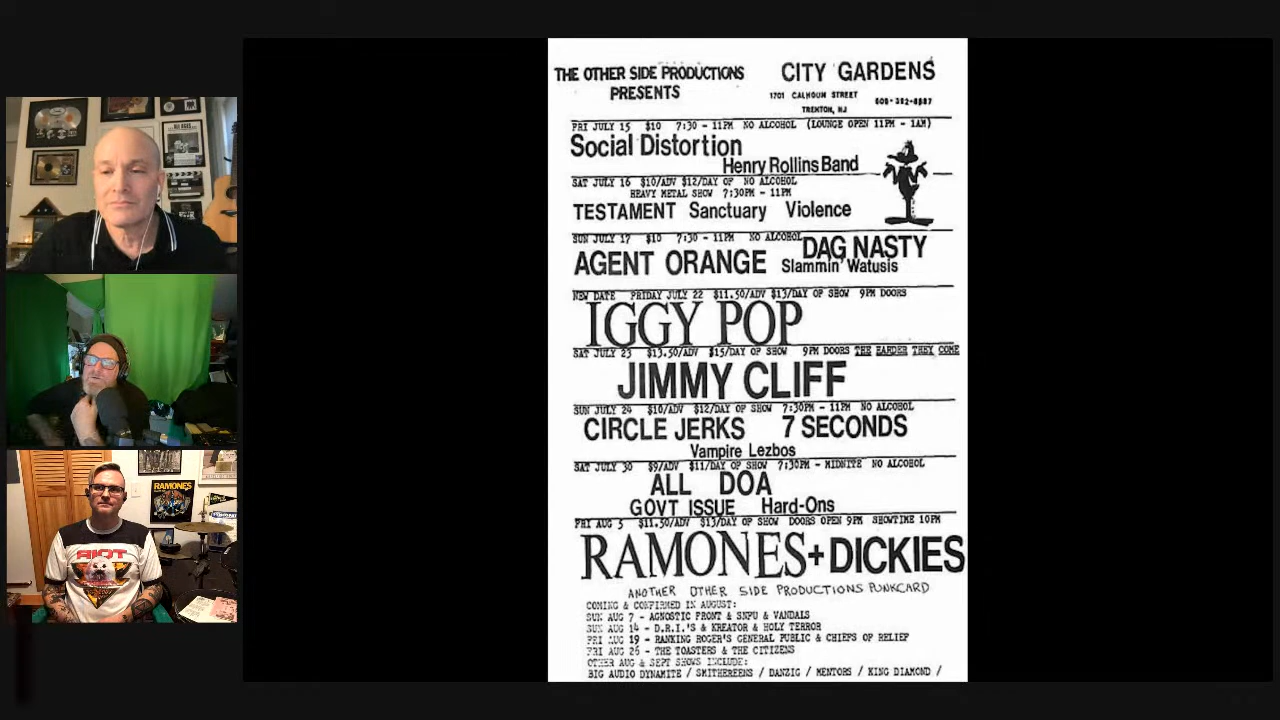 THE OTHER SIDE PRODUCTIONS
PRESENTS
CITY GARDENS
1701 CALHOUN STREET
TRENTON, NJ
609-392-8887
FRI JULY 15 $10 7:30 - 11PM NO ALCOHOL (LOUNGE OPEN 11PM - 1AM)
Social Distortion
Henry Rollins Band
SAT JULY 16 $10/ADV $12/DAY OF NO ALCOHOL
HEAVY METAL SHOW 7:30PM - 11PM
TESTAMENT Sanctuary Violence
SUN JULY 17 $10 7:30 - 11PM NO ALCOHOL
DAG NASTY
AGENT ORANGE
Slammin' Watusis
NEW DATE FRIDAY JULY 22 $11.50/ADV $13/DAY OF SHOW 9PM DOORS
IGGY POP
SAT JULY 23 $13.50/ADV $15/DAY OF SHOW 9PM DOORS THE HARDER THEY COME
JIMMY CLIFF
SUN JULY 24 $10/ADV $12/DAY OF SHOW 7:30PM - 11PM NO ALCOHOL
CIRCLE JERKS 7 SECONDS
Vampire Lezbos
SAT JULY 30 $9/ADV $11/DAY OF SHOW 7:30PM - MIDNITE NO ALCOHOL
ALL DOA
GOVT ISSUE Hard-Ons
FRI AUG 5 $11.50/ADV $13/DAY OF SHOW DOORS OPEN 9PM SHOWTIME 10PM
RAMONES + DICKIES
ANOTHER OTHER SIDE PRODUCTIONS PUNKCARD
COMING & CONFIRMED IN AUGUST:
SUN AUG 7 - AGNOSTIC FRONT & SNFU & VANDALS
SUN AUG 14 - D.R.I.'S & KREATOR & HOLY TERROR
FRI AUG 19 - RANKING ROGER'S GENERAL PUBLIC & CHIEFS OF RELIEF
FRI AUG 26 - THE TOASTERS & THE CITIZENS
OTHER AUG & SEPT SHOWS INCLUDE:
BIG AUDIO DYNAMITE / SMITHEREENS / DANZIG / MENTORS / KING DIAMOND /
RAMONES
RIOT